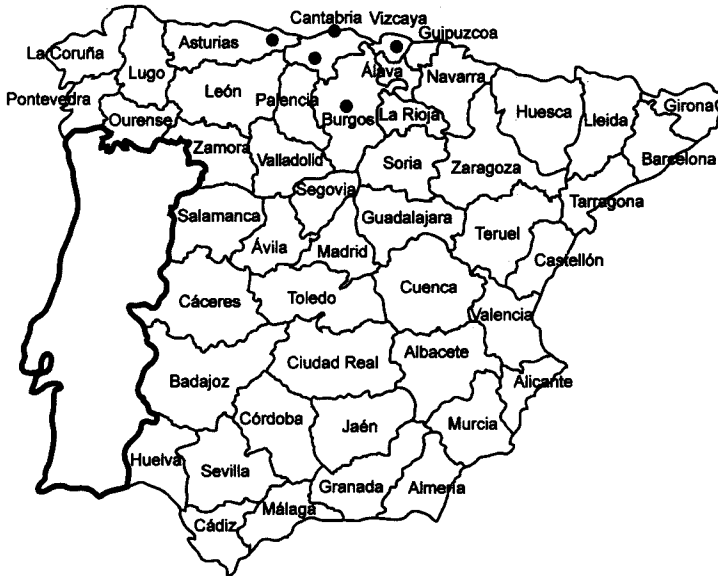 Cantabria
Vizcaya
Guipuzcoa
La Coruña
Asturias
Lugo
Álava
Navarra
León
Palencia
Pontevedra
Ourense
Burgos
La Rioja
Huesca
Lleida
Girona
Zamora
Valladolid
Soria
Zaragoza
Barcelona
Segovia
Salamanca
Guadalajara
Tarragona
Ávila
Madrid
Teruel
Castellón
Cáceres
Toledo
Cuenca
Valencia
Badajoz
Ciudad Real
Albacete
Alicante
Córdoba
Jaén
Murcia
Huelva
Sevilla
Granada
Almería
Málaga
Cádiz